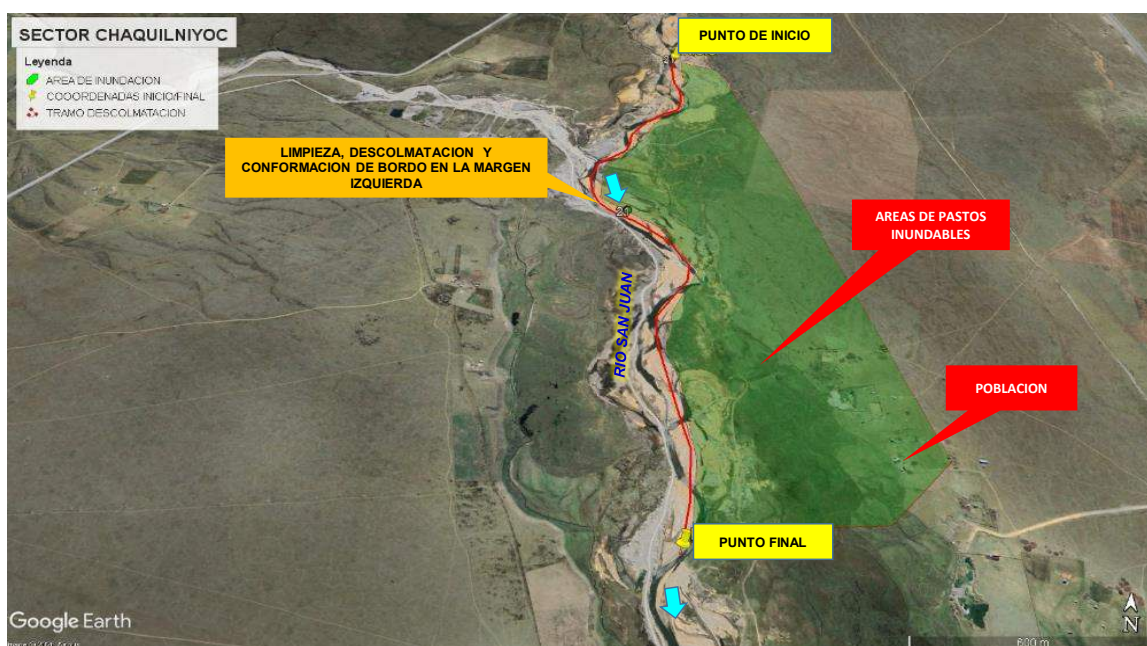 SECTOR CHAQUILNIYOC
Leyenda
AREA DE INUNDACION
COOORDENADAS INICIO/FINAL
TRAMO DESCOLMATACION
PUNTO DE INICIO
LIMPIEZA, DESCOLMATACION Y
CONFORMACION DE BORDO EN LA MARGEN
IZQUIERDA
AREAS DE PASTOS
INUNDABLES
RIO SAN JUAN
POBLACION
PUNTO FINAL
Google Earth
N
600 m